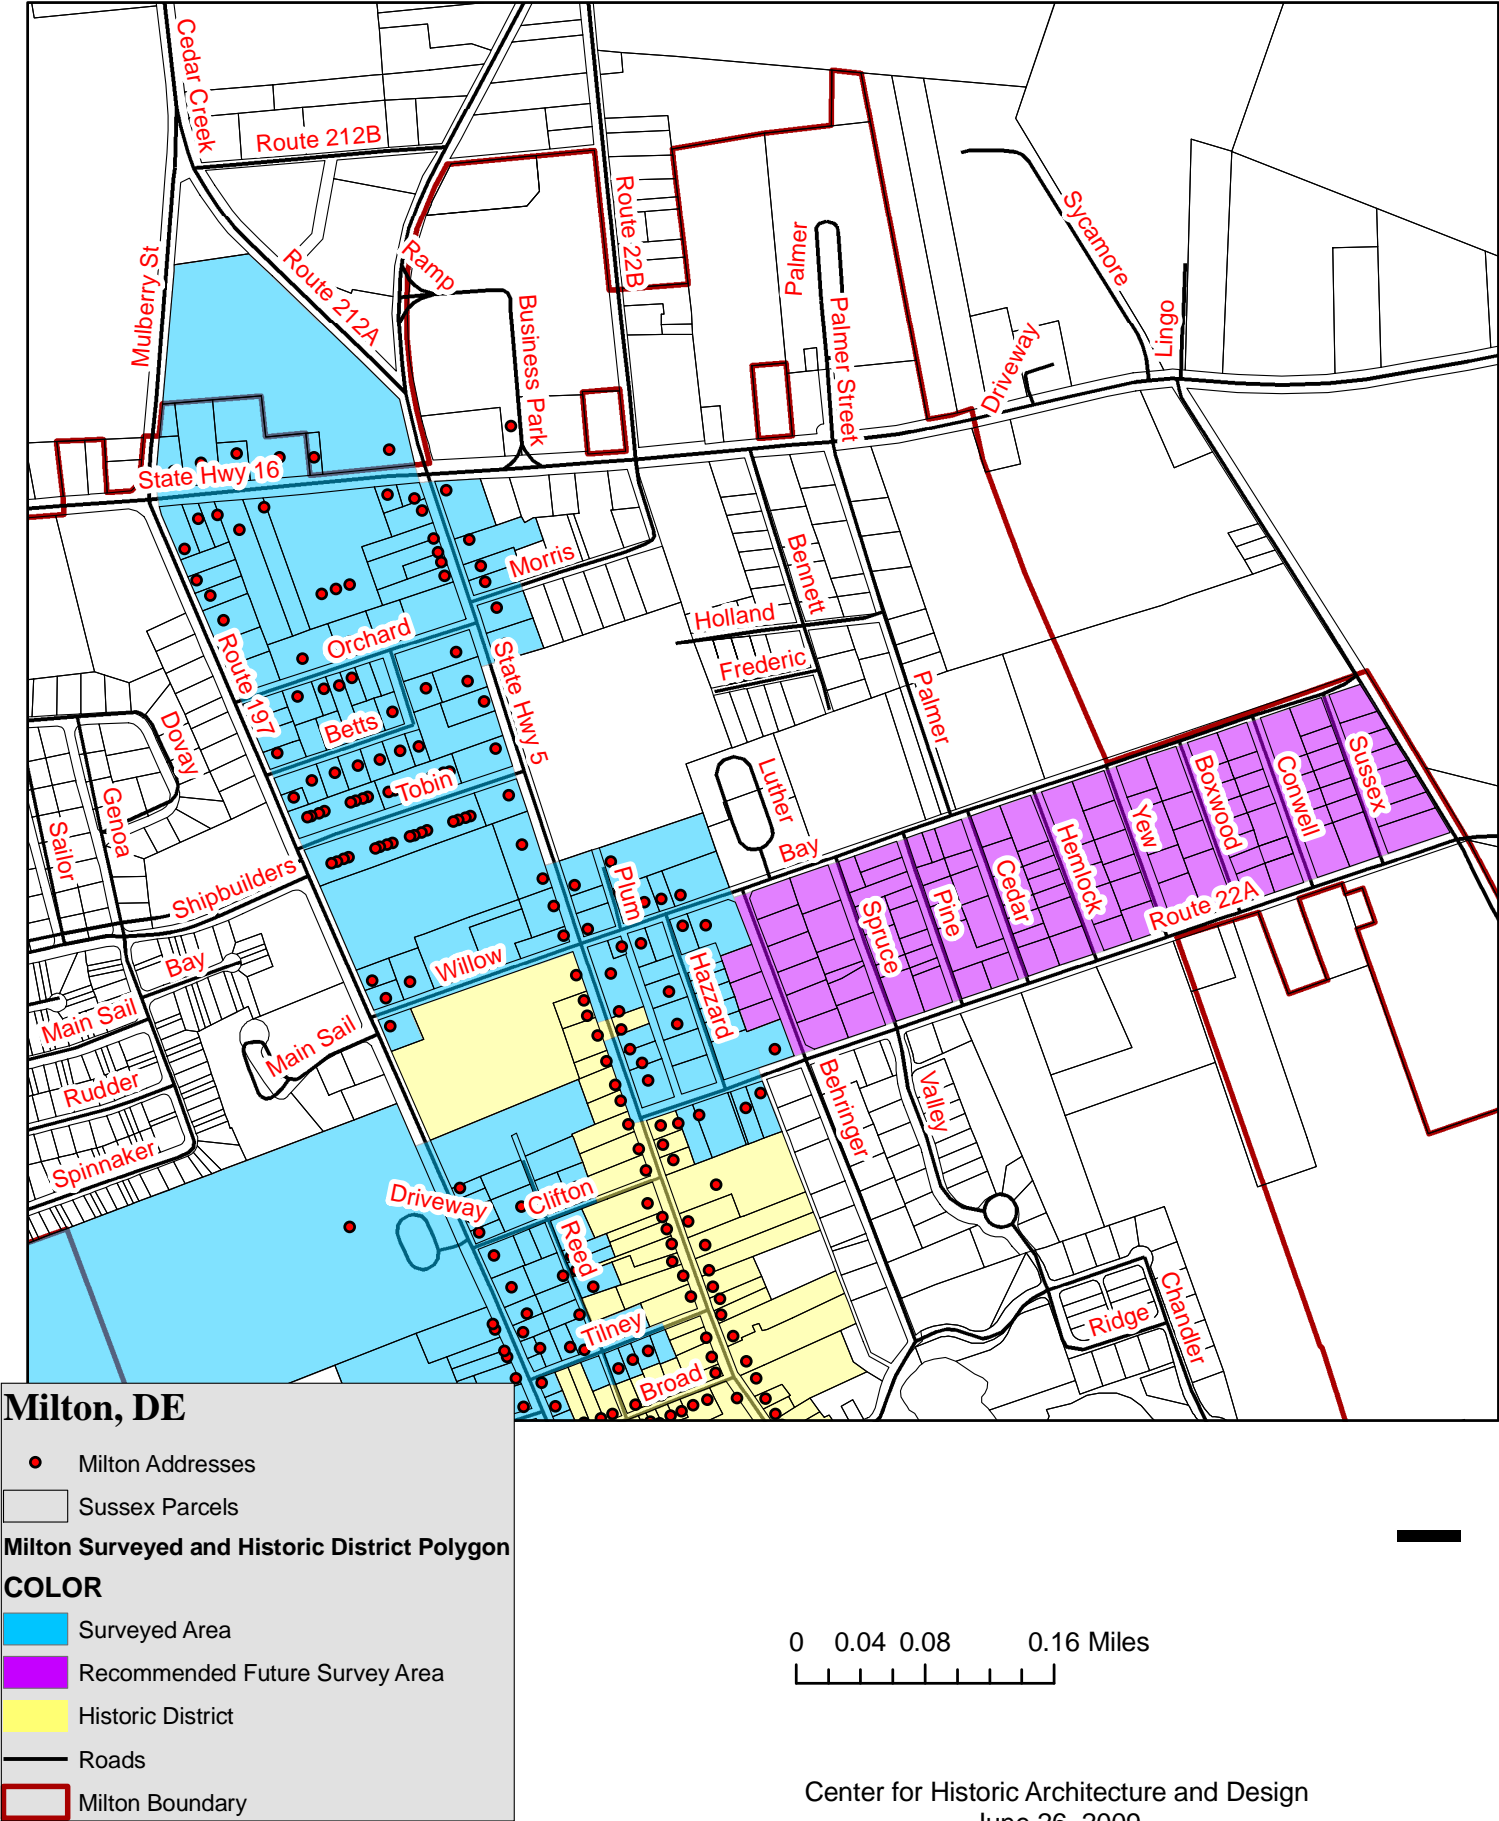 Cedar Creek
Route 212B
Route 22B
Palmer
Sycamore
Mulberry St
Route 212A
Ramp
Business Park
Palmer Street
Driveway
Lingo
State Hwy 16
Morris
Bennett
Orchard
Holland
Frederic
Route 197
State Hwy 5
Palmer
Dovay
Betts
Tobin
Luther
Bay
Genoa
Sailor
Shipbuilders
Plum
Yew
Boxwood
Conwell
Sussex
Spruce
Pine
Cedar
Hemlock
Route 22A
Bay
Willow
Hazzard
Main Sail
Main Sail
Rudder
Behringer
Valley
Spinnaker
Driveway
Clifton
Reed
Tilney
Broad
Ridge
Chandler
Milton, DE
Milton Addresses
Sussex Parcels
Milton Surveyed and Historic District Polygon
COLOR
Surveyed Area
Recommended Future Survey Area
Historic District
Roads
Milton Boundary
0 0.04 0.08 0.16 Miles
Center for Historic Architecture and Design
June 26, 2009